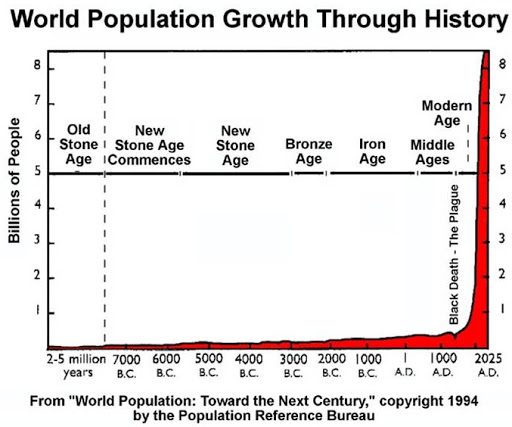 World Population Growth Through History
Billions of People
8
7
6
5
4
3
2
1
8
7
6
5
4
3
2
1
Old
Stone
Age
New
Stone Age
Commences
New
Stone
Age
Bronze
Age
Iron
Age
Middle
Ages
Modern
Age
Black Death - The Plague
2-5 million
years
7000
B.C.
6000
B.C.
5000
B.C.
4000
B.C.
3000
B.C.
2000
B.C.
1000
B.C.
1
A.D.
1000
A.D.
2025
A.D.
From "World Population: Toward the Next Century," copyright 1994
by the Population Reference Bureau